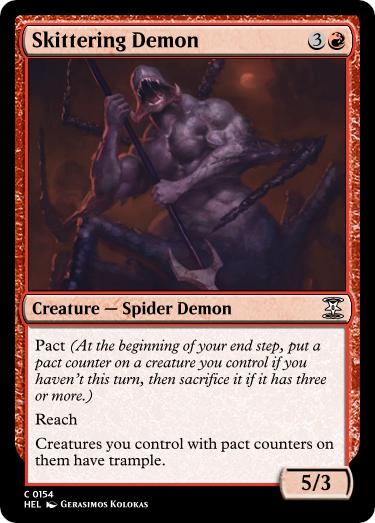 Skittering Demon 3
Creature — Spider Demon
Pact (At the beginning of your end step, put a
pact counter on a creature you control if you
haven't this turn, then sacrifice it if it has three
or more.)
Reach
Creatures you control with pact counters on
them have trample.
5/3
C 0154
HEL GERASIMOS KOLOKAS